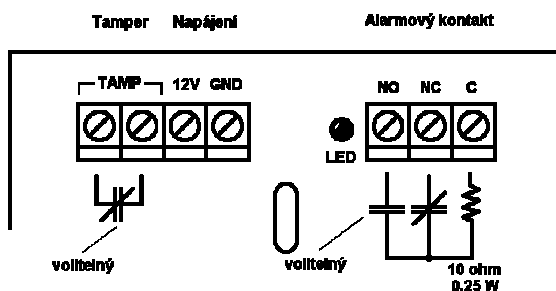 Tamper Napájení Alarmový kontakt
TAMP 12V GND NO NC C
LED
volitelný volitelný
10 ohm
0.25 W